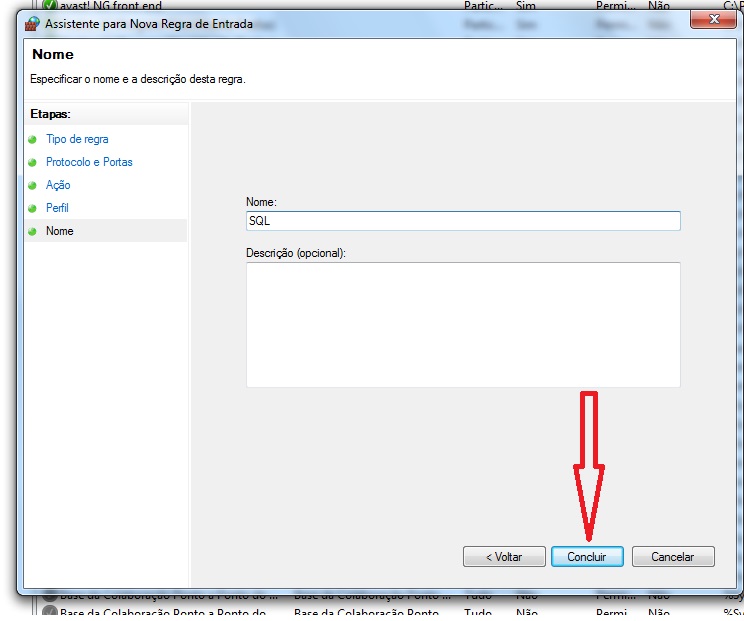 avast! NG front end Partic... Sim Permi... Não
Assistente para Nova Regra de Entrada
Nome
Especificar o nome e a descrição desta regra.
Etapas:
Tipo de regra
Protocolo e Portas
Ação
Perfil
Nome
Nome:
SQL
Descrição (opcional):
< Voltar
Concluir
Cancelar
Base da Colaboração Ponto a Ponto do ... Base da Colaboração Ponto ... Tudo Não Permi... Não
Base da Colaboração Ponto a Ponto do Base da Colaboração Ponto Tudo Não Permi Não